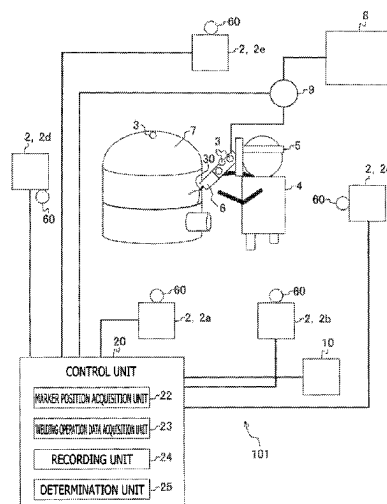 60
8
2, 2e
9
3
7
2, 2d
3
5
30
4
2, 2c
60
6
60
60
60
20
2, 2a
2, 2b
10
CONTROL UNIT
MARKER POSITION ACQUISITION UNIT
22
WELDING OPERATION DATA ACQUISITION UNIT
23
RECORDING UNIT
24
101
DETERMINATION UNIT
25